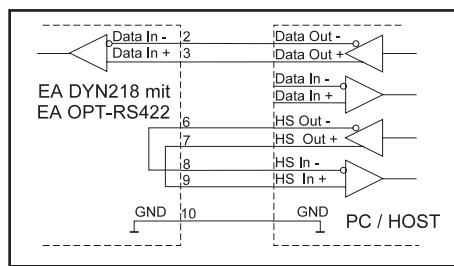 Data In - 2 Data Out -
Data In + 3 Data Out +
Data In -
Data In +
EA DYN218 mit
EA OPT-RS422
6 HS Out -
7 HS Out +
8 HS In -
9 HS In +
GND 10 GND
PC / HOST